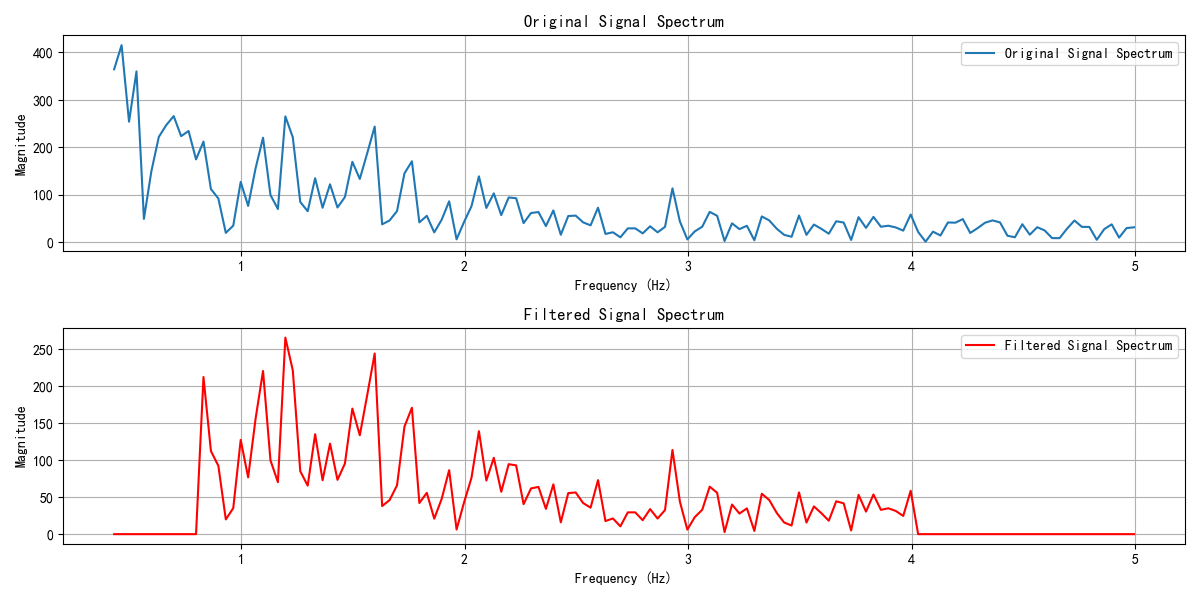 Original Signal Spectrum
400
300
200
100
0
Magnitude
Original Signal Spectrum
1 2 3 4 5
Frequency (Hz)
Filtered Signal Spectrum
250
200
150
100
50
0
Magnitude
Filtered Signal Spectrum
1 2 3 4 5
Frequency (Hz)